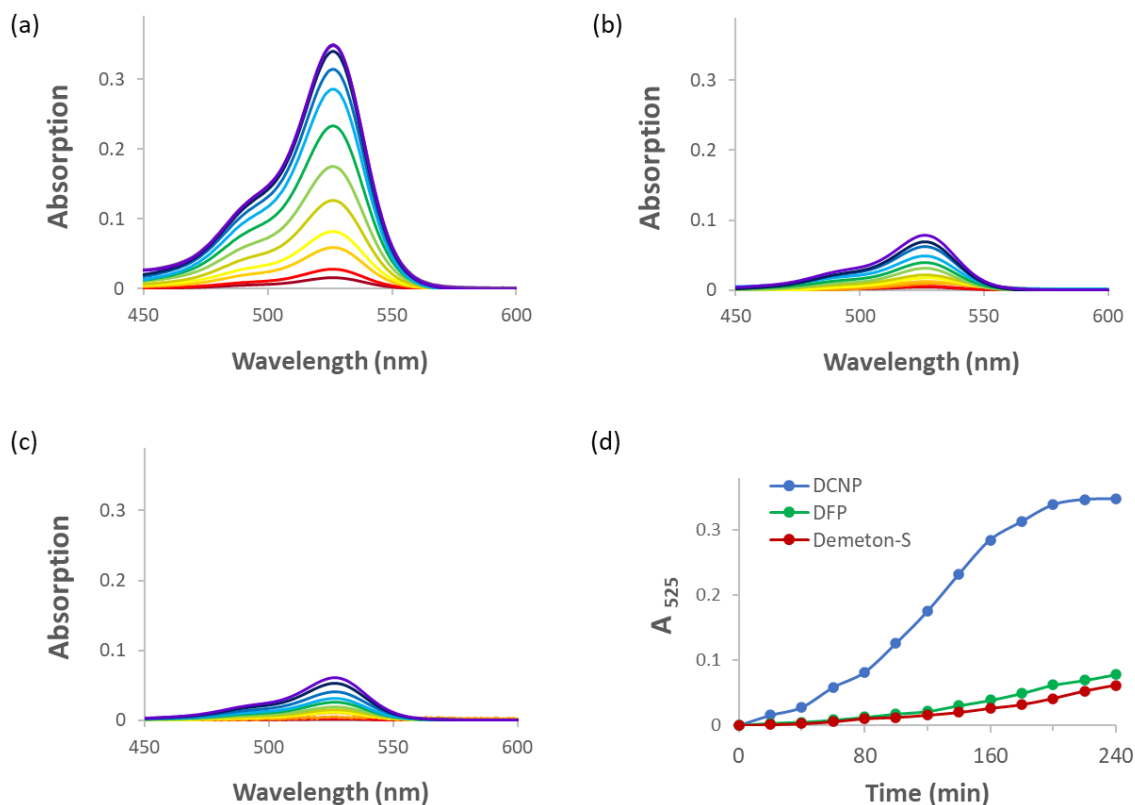 (a)
Absorption
0.3
0.2
0.1
0
450
500
550
600
Wavelength (nm)
(b)
Absorption
0.3
0.2
0.1
0
450
500
550
600
Wavelength (nm)
(c)
Absorption
0.3
0.2
0.1
0
450
500
550
600
Wavelength (nm)
(d)
DCNP
DFP
Demeton-S
A 525
0.3
0.2
0.1
0
0
80
160
240
Time (min)